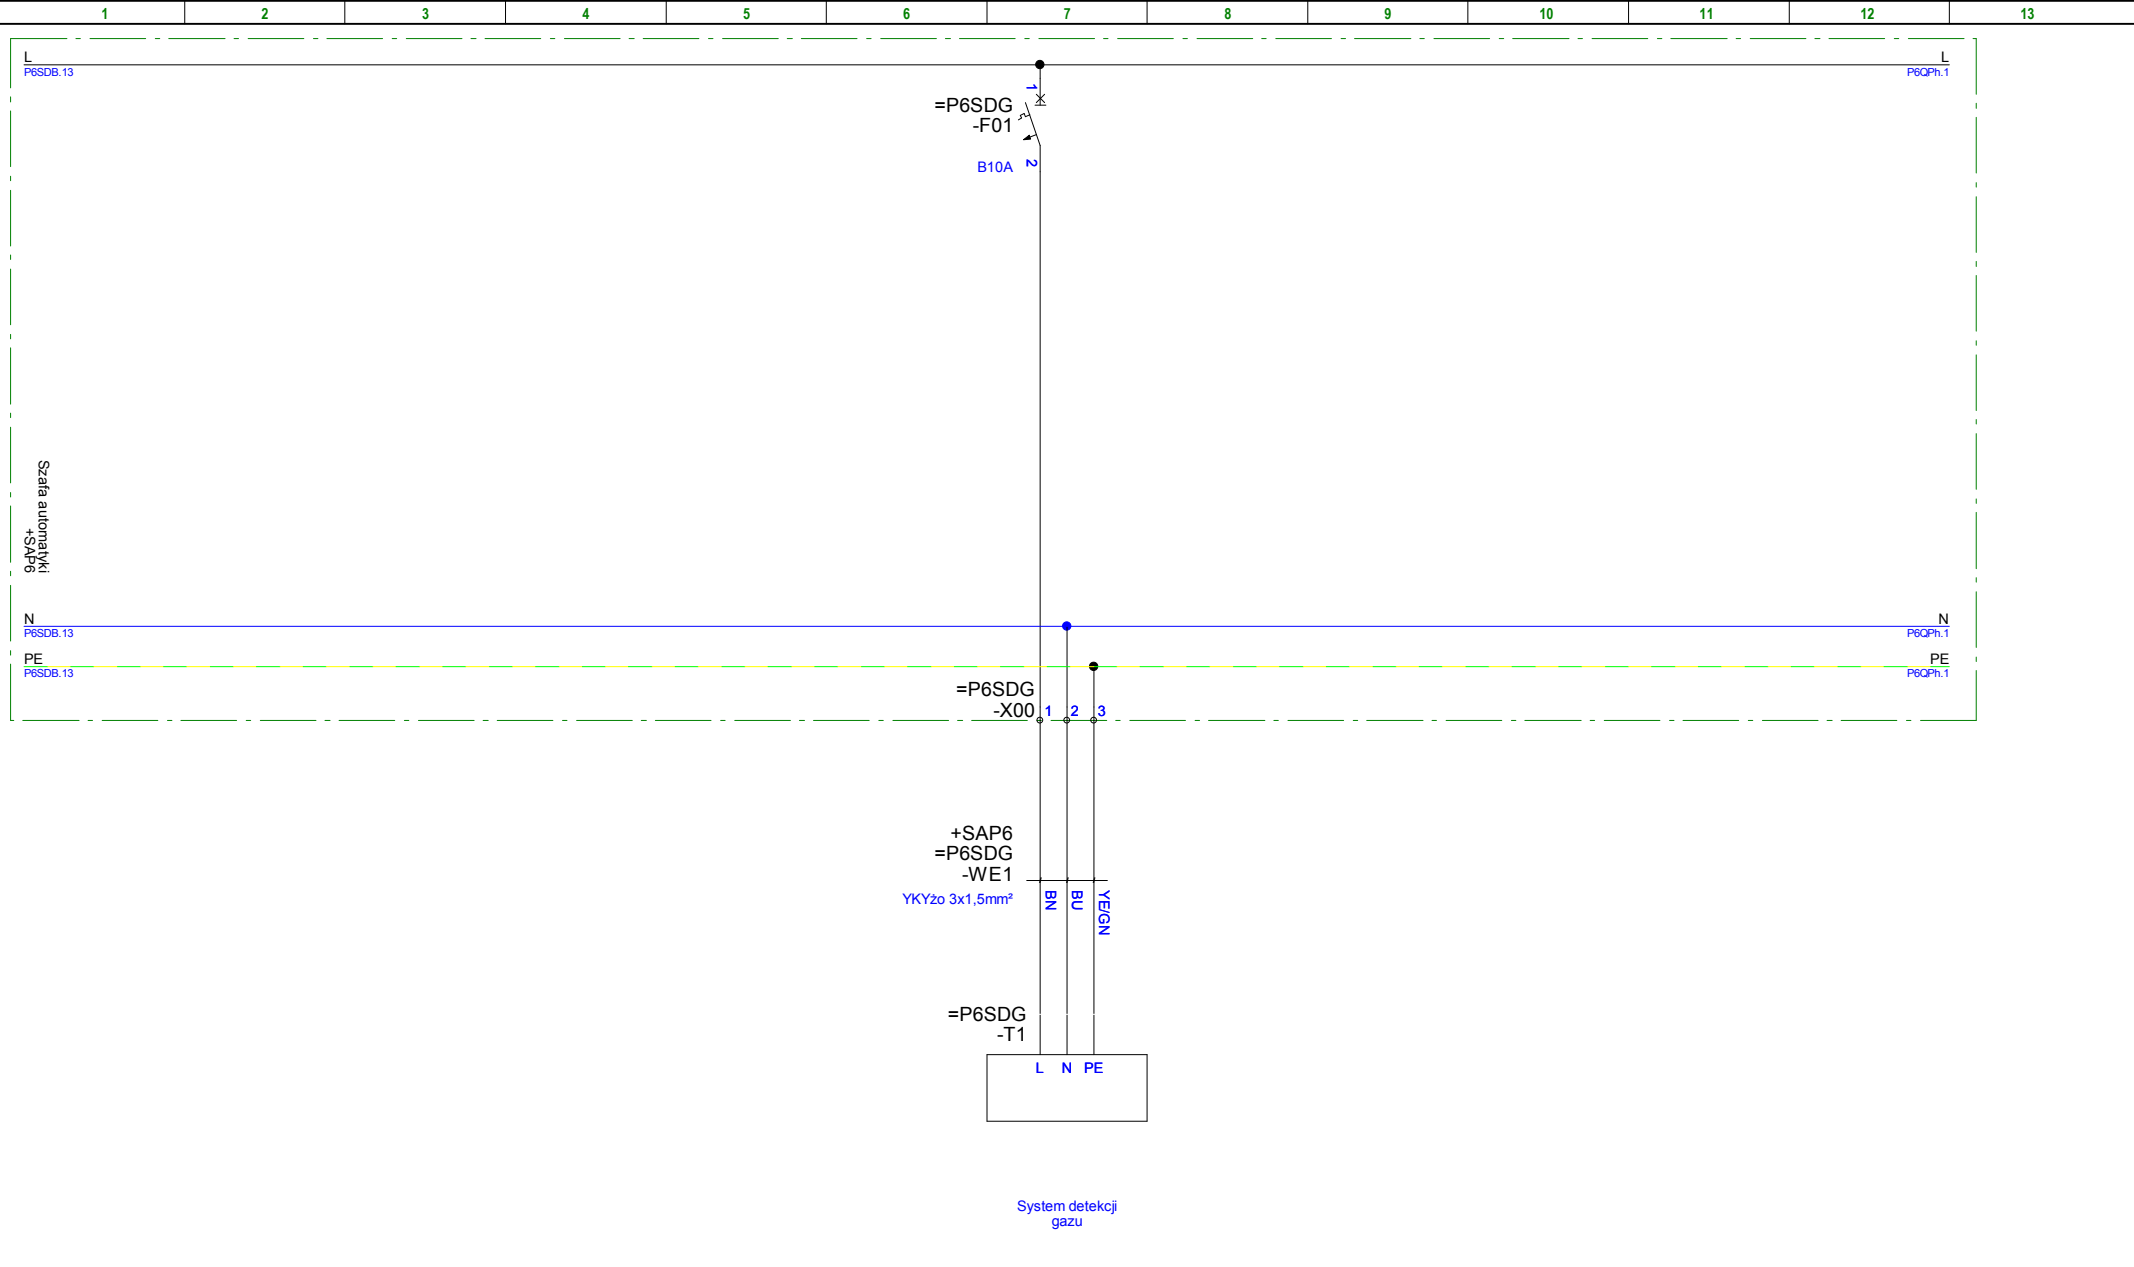 1 2 3 4 5 6 7 8 9 10 11 12 13
L
P6SDB.13
L
P6QPh.1
1
=P6SDG
-F01
B10A
2
Szafa automatyki
+SAP6
N
P6SDB.13
N
P6QPh.1
PE
P6SDB.13
PE
P6QPh.1
=P6SDG
-X00
1 2 3
+SAP6
=P6SDG
-WE1
YKYżo 3x1,5mm²
BN
BU
YE/GN
=P6SDG
-T1
L N PE
System detekcji
gazu